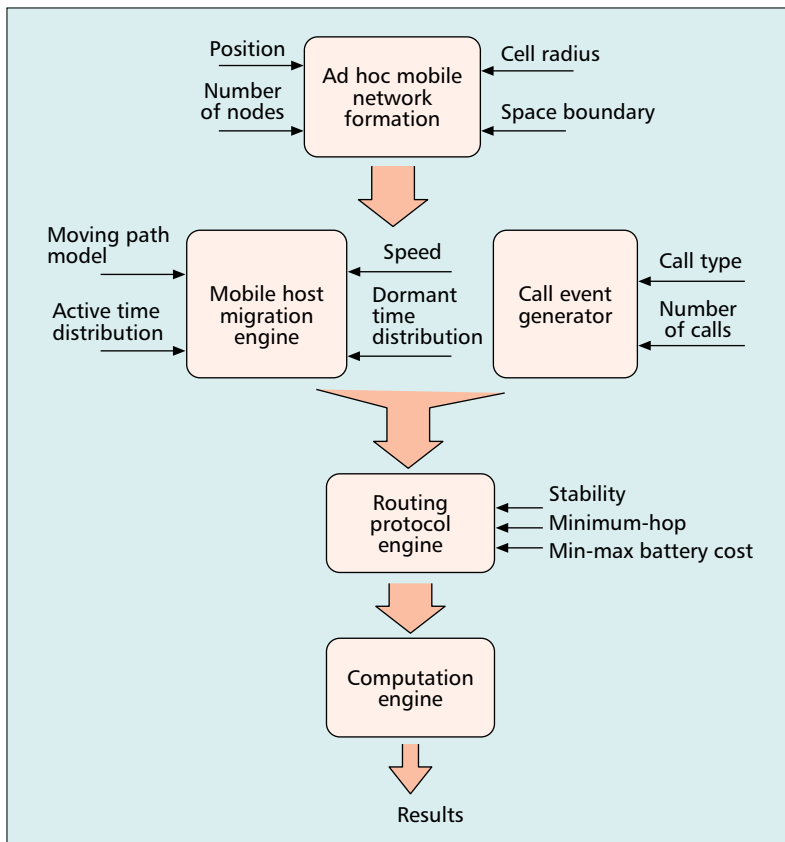 Position
Number
of nodes
Ad hoc mobile
network
formation
Cell radius
Space boundary
Moving path
model
Active time
distribution
Mobile host
migration
engine
Speed
Dormant
time
distribution
Call event
generator
Call type
Number
of calls
Routing
protocol
engine
Stability
Minimum-hop
Min-max battery cost
Computation
engine
Results